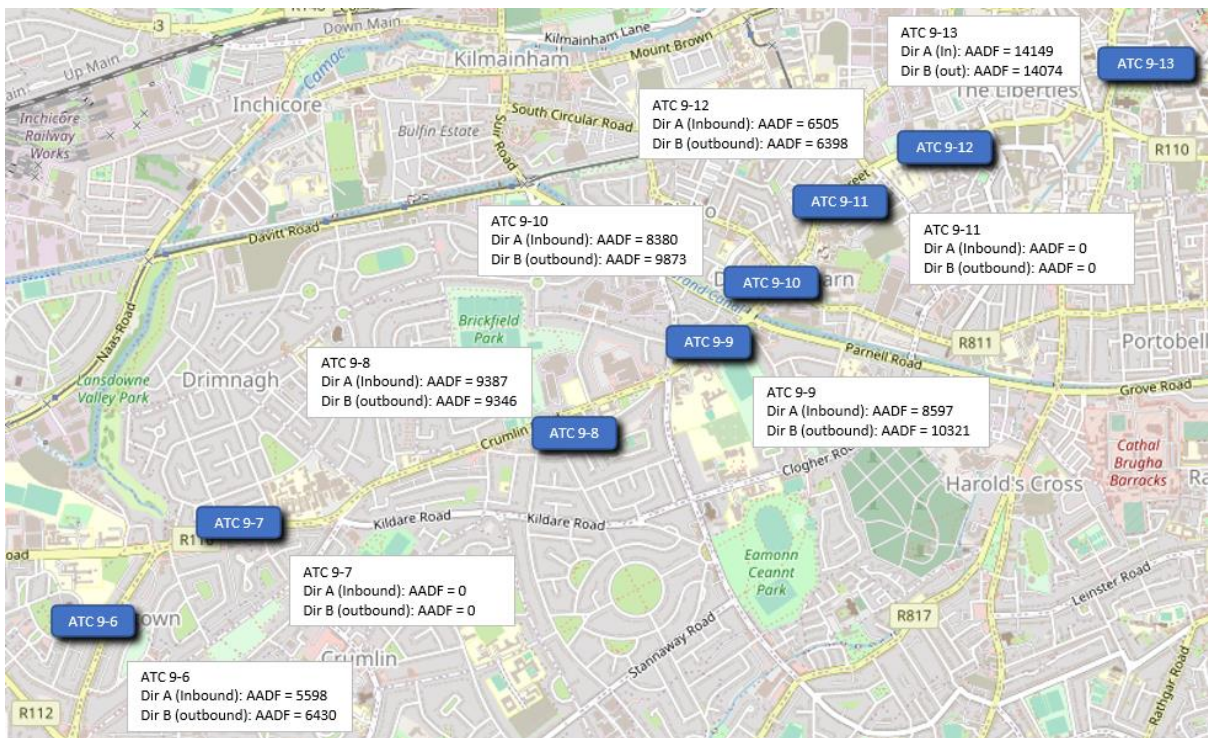 R148
Down Main
Kilmainham Lane
Mount Brown
Kilmainham
Up Main
Camac
Inchicore
Inchicore
Railway
Works
Bulfin Estate
Suir Road
South Circular Road
ATC 9-13
Dir A (In): AADF = 14149
Dir B (out): AADF = 14074
ATC 9-13
The Liberties
ATC 9-12
Dir A (Inbound): AADF = 6505
Dir B (outbound): AADF = 6398
ATC 9-12
R110
ATC 9-11
ATC 9-10
Dir A (Inbound): AADF = 8380
Dir B (outbound): AADF = 9873
ATC 9-11
Dir A (Inbound): AADF = 0
Dir B (outbound): AADF = 0
Davitt Road
ATC 9-10
Grand Canal
Brickfield
Park
Naas Road
ATC 9-9
R811
Parnell Road
Portobell
Grove Road
Lansdowne
Valley Park
Drimnagh
ATC 9-8
Dir A (Inbound): AADF = 9387
Dir B (outbound): AADF = 9346
ATC 9-9
Dir A (Inbound): AADF = 8597
Dir B (outbound): AADF = 10321
Crumlin
ATC 9-8
Clogher Road
Harold's Cross
Cathal
Brugha
Barracks
Ra
ATC 9-7
R110
Kildare Road
Kildare Road
Eamonn
Ceannt
Park
ATC 9-7
Dir A (Inbound): AADF = 0
Dir B (outbound): AADF = 0
Leinster Road
R817
ATC 9-6
own
Crumlin
Stannaway Road
ATC 9-6
Dir A (Inbound): AADF = 5598
Dir B (outbound): AADF = 6430
R112
Rathgar Road